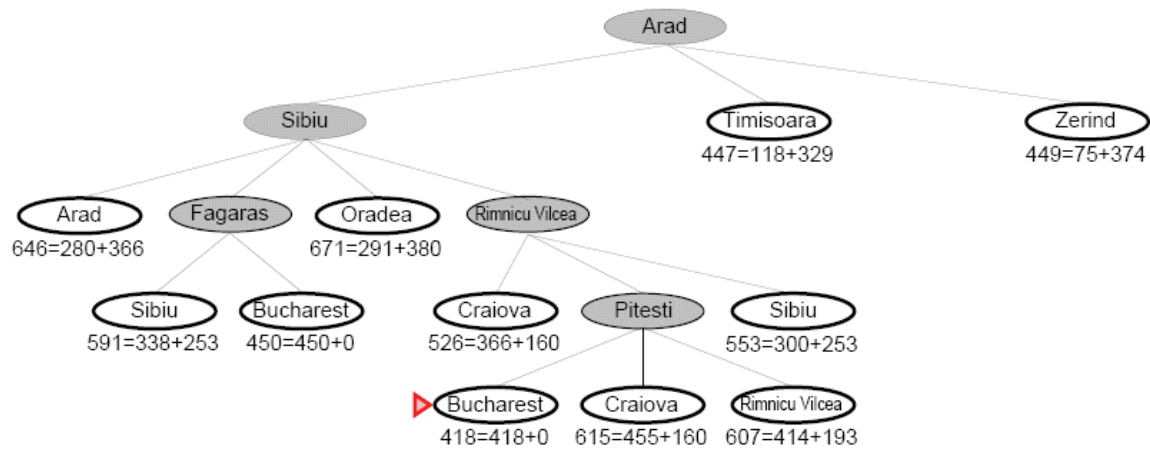 Arad
Sibiu Timisoara Zerind
447=118+329 449=75+374
Arad Fagaras Oradea Rimnicu Vilcea
646=280+366 671=291+380
Sibiu Bucharest Craiova Pitesti Sibiu
591=338+253 450=450+0 526=366+160 553=300+253
Bucharest Craiova Rimnicu Vilcea
418=418+0 615=455+160 607=414+193